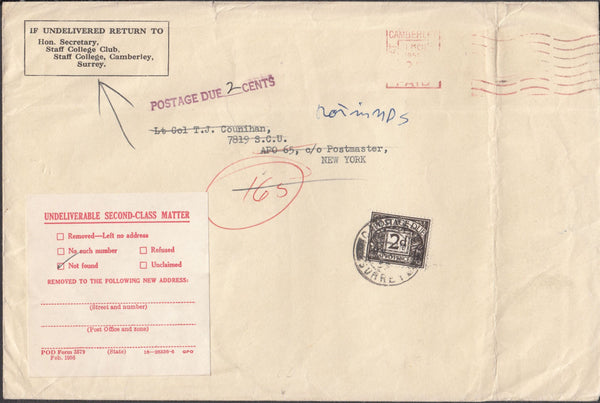 IF UNDELIVERED RETURN TO
Hon. Secretary,
Staff College Club,
Staff College, Camberley,
Surrey.
CAMBERLEY
PAID
POSTAGE DUE 2 CENTS
Lt Col T.J. Counihan,
7819 S.C.U.
APO 65, c/o Postmaster,
NEW YORK
165
UNDELIVERABLE SECOND-CLASS MATTER
Removed—Left no address
No such number
Refused
Not found
Unclaimed
REMOVED TO THE FOLLOWING NEW ADDRESS:
(Street and number)
(Post Office and zone)
(State)
POD Form 3579
Feb. 1956
GPO
POSTAGE DUE
2d
TWOPENCE
SURREY